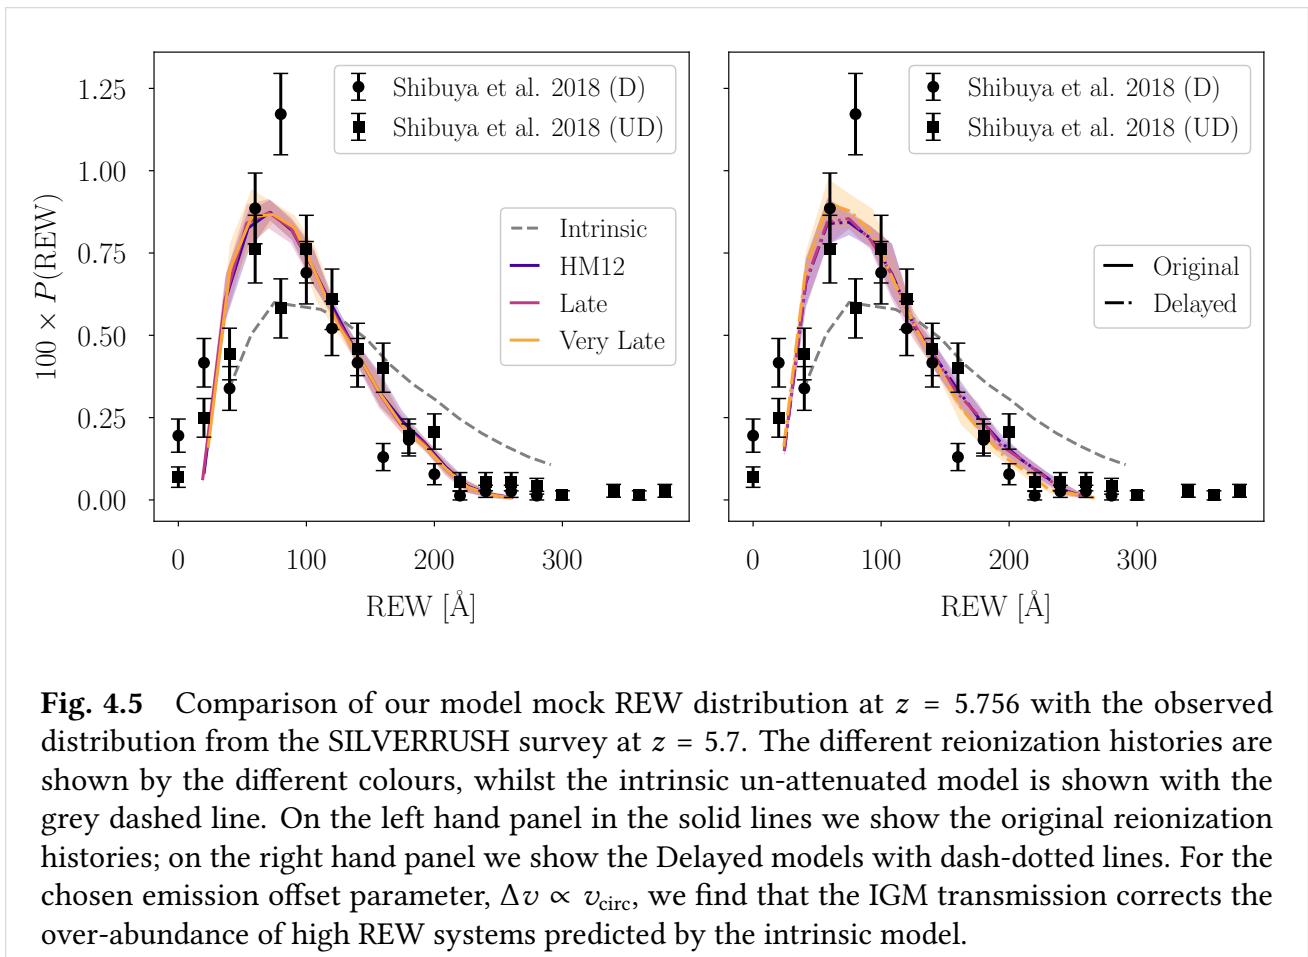 1.25
1.00
0.75
0.50
0.25
0.00
100 × P(REW)
Shibuya et al. 2018 (D)
Shibuya et al. 2018 (UD)
Intrinsic
HM12
Late
Very Late
0
100
200
300
REW [Å]
Shibuya et al. 2018 (D)
Shibuya et al. 2018 (UD)
Original
Delayed
0
100
200
300
REW [Å]
Fig. 4.5 Comparison of our model mock REW distribution at z = 5.756 with the observed
distribution from the SILVERRUSH survey at z = 5.7. The different reionization histories are
shown by the different colours, whilst the intrinsic un-attenuated model is shown with the
grey dashed line. On the left hand panel in the solid lines we show the original reionization
histories; on the right hand panel we show the Delayed models with dash-dotted lines. For the
chosen emission offset parameter, Δv ∝ v_circ, we find that the IGM transmission corrects the
over-abundance of high REW systems predicted by the intrinsic model.